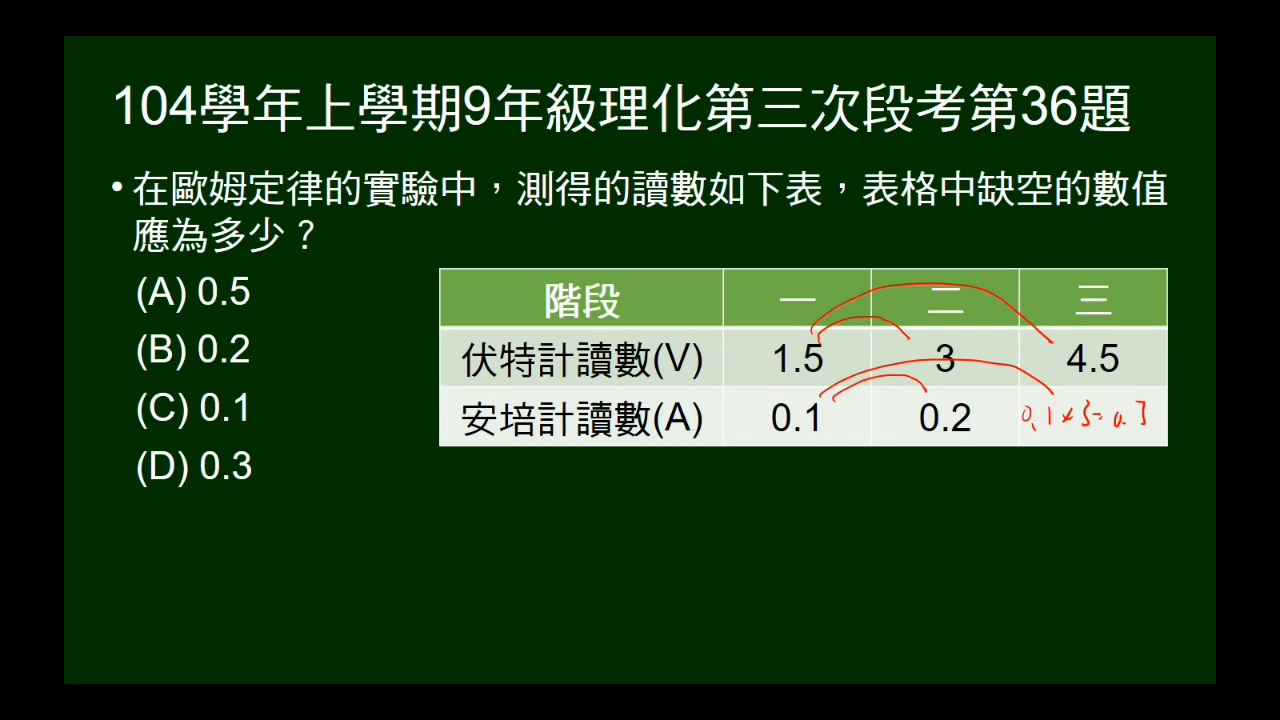 104學年上學期9年級理化第三次段考第36題
• 在歐姆定律的實驗中，測得的讀數如下表，表格中缺空的數值
應為多少？
(A) 0.5
(B) 0.2
(C) 0.1
(D) 0.3
階段 一 二 三
伏特計讀數(V) 1.5 3 4.5
安培計讀數(A) 0.1 0.2 0.1×3=0.3